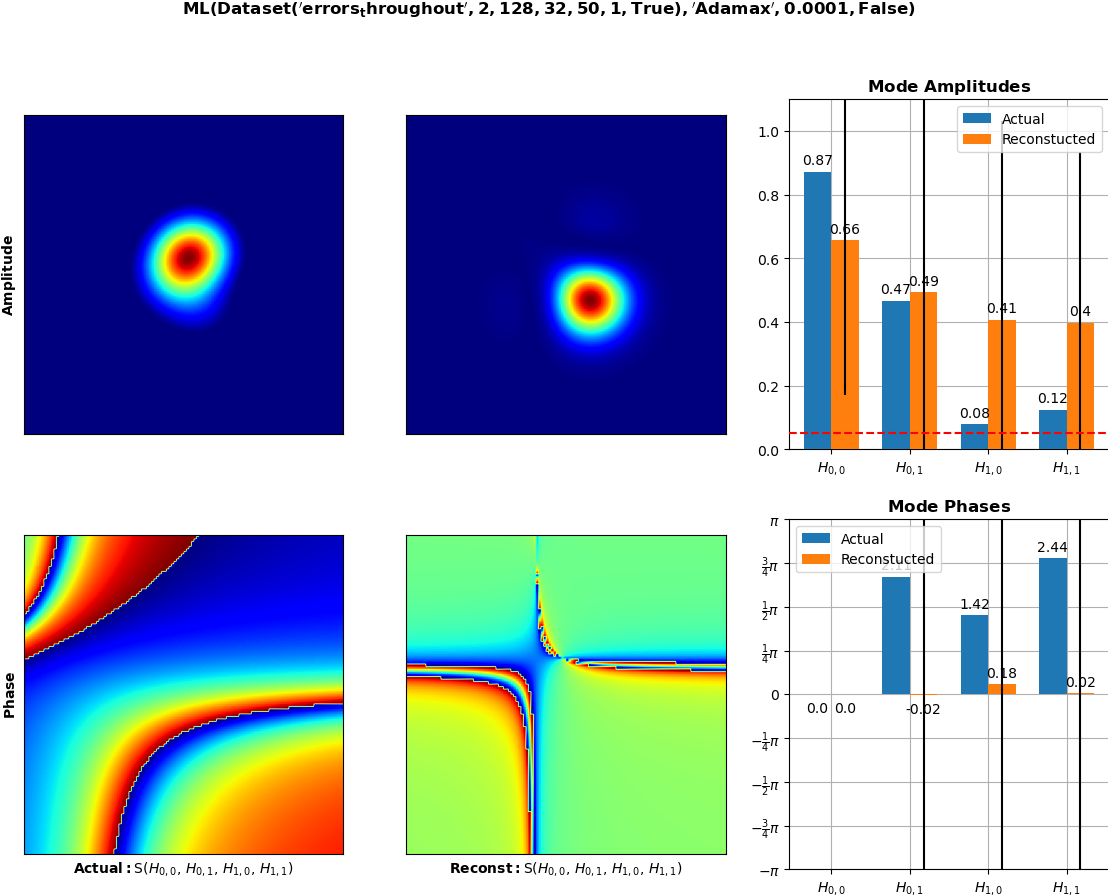 ML(Dataset(′errors_throughout′, 2, 128, 32, 50, 1, True), ′Adamax′, 0.0001, False)
Amplitude
Mode Amplitudes
Actual
Reconstucted
1.0
0.8
0.6
0.4
0.2
0.0
0.87
0.66
0.47
0.49
0.08
0.41
0.12
0.4
H0,0
H0,1
H1,0
H1,1
Phase
Actual: S(H0,0, H0,1, H1,0, H1,1)
Reconst: S(H0,0, H0,1, H1,0, H1,1)
Mode Phases
Actual
Reconstucted
π
3/4π
1/2π
1/4π
0
−1/4π
−1/2π
−3/4π
−π
0.0
0.0
2.11
-0.02
1.42
0.18
2.44
0.02
H0,0
H0,1
H1,0
H1,1